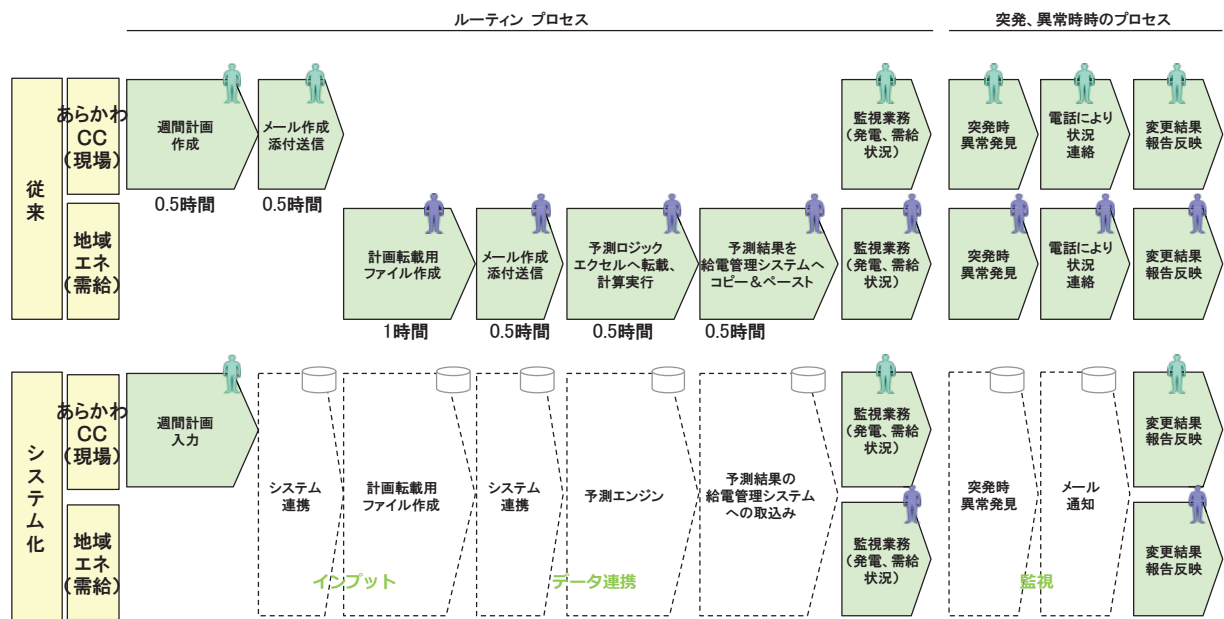 ルーティン プロセス
突発、異常時時のプロセス
従来
あらかわ
CC
(現場)
週間計画
作成
0.5時間
メール作成
添付送信
0.5時間
監視業務
(発電、需給
状況)
突発時
異常発見
電話により
状況
連絡
変更結果
報告反映
地域
エネ
(需給)
計画転載用
ファイル作成
1時間
メール作成
添付送信
0.5時間
予測ロジック
エクセルへ転載、
計算実行
0.5時間
予測結果を
給電管理システムへ
コピー&ペースト
0.5時間
監視業務
(発電、需給
状況)
突発時
異常発見
電話により
状況
連絡
変更結果
報告反映
システム化
あらかわ
CC
(現場)
週間計画
入力
監視業務
(発電、需給
状況)
変更結果
報告反映
地域
エネ
(需給)
システム
連携
計画転載用
ファイル作成
システム
連携
予測エンジン
予測結果の
給電管理システム
への取込み
監視業務
(発電、需給
状況)
突発時
異常発見
メール
通知
変更結果
報告反映
インプット
データ連携
監視